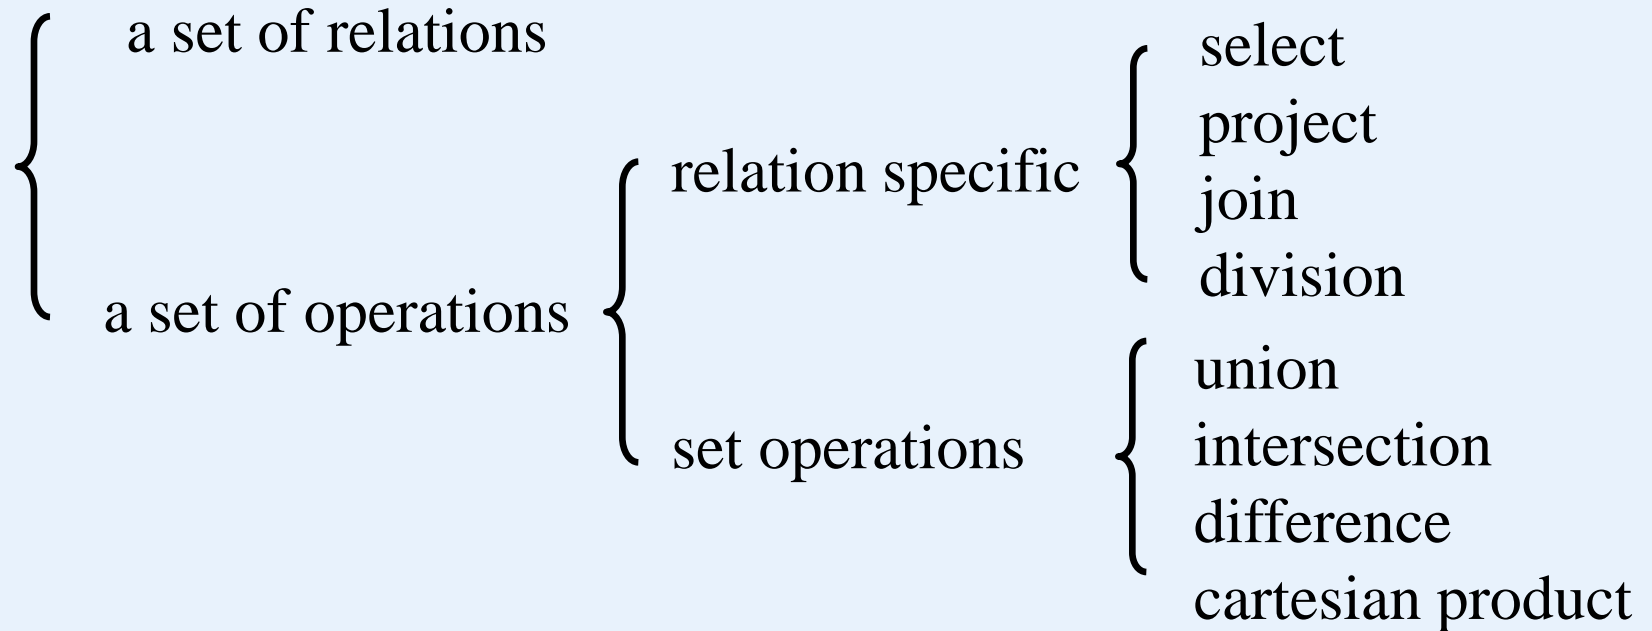 a set of relations
a set of operations
relation specific
select
project
join
division
set operations
union
intersection
difference
cartesian product